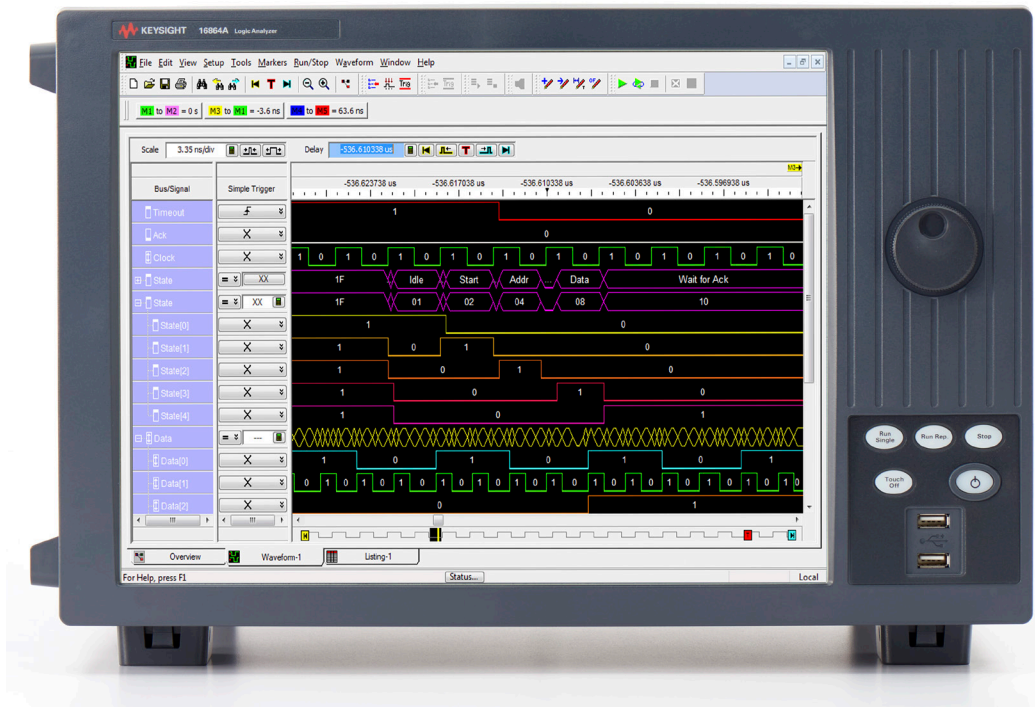 KEYSIGHT 16864A Logic Analyzer
File Edit View Setup Tools Markers Run/Stop Waveform Window Help
M1 to M2 = 0 s M3 to M1 = -3.6 ns M4 to M5 = 63.6 ns
Scale 3.35 ns/div Delay -536.610338 us
M3
Bus/Signal Simple Trigger -536.623738 us -536.617038 us -536.610338 us -536.603638 us -536.596938 us
Timeout 1 0
Ack X 0
Clock X 1 0 1 0 1 0 1 0 1 0 1 0 1 0 1 0 1 0 1 0
State = XX 1F Idle Start Addr ... Data Wait for Ack
State = XX 1F 01 02 04 ... 08 10
State[0] X 1 0
State[1] X 1 0 1 0
State[2] X 1 0 1 0
State[3] X 1 0 1 0
State[4] X 1 0 1
Data = ---
Data[0] X 1 0 1 0 1 0 1
Data[1] X 1 0 1 0 1 0 1 0 1 0 1 0 1 0 1 0 1 0 1 0 1 0 1 0 1 0 1 0
Data[2] X 0 1
Overview Waveform-1 Listing-1
For Help, press F1 Status... Local
Run Single
Run Rep.
Stop
Touch Off